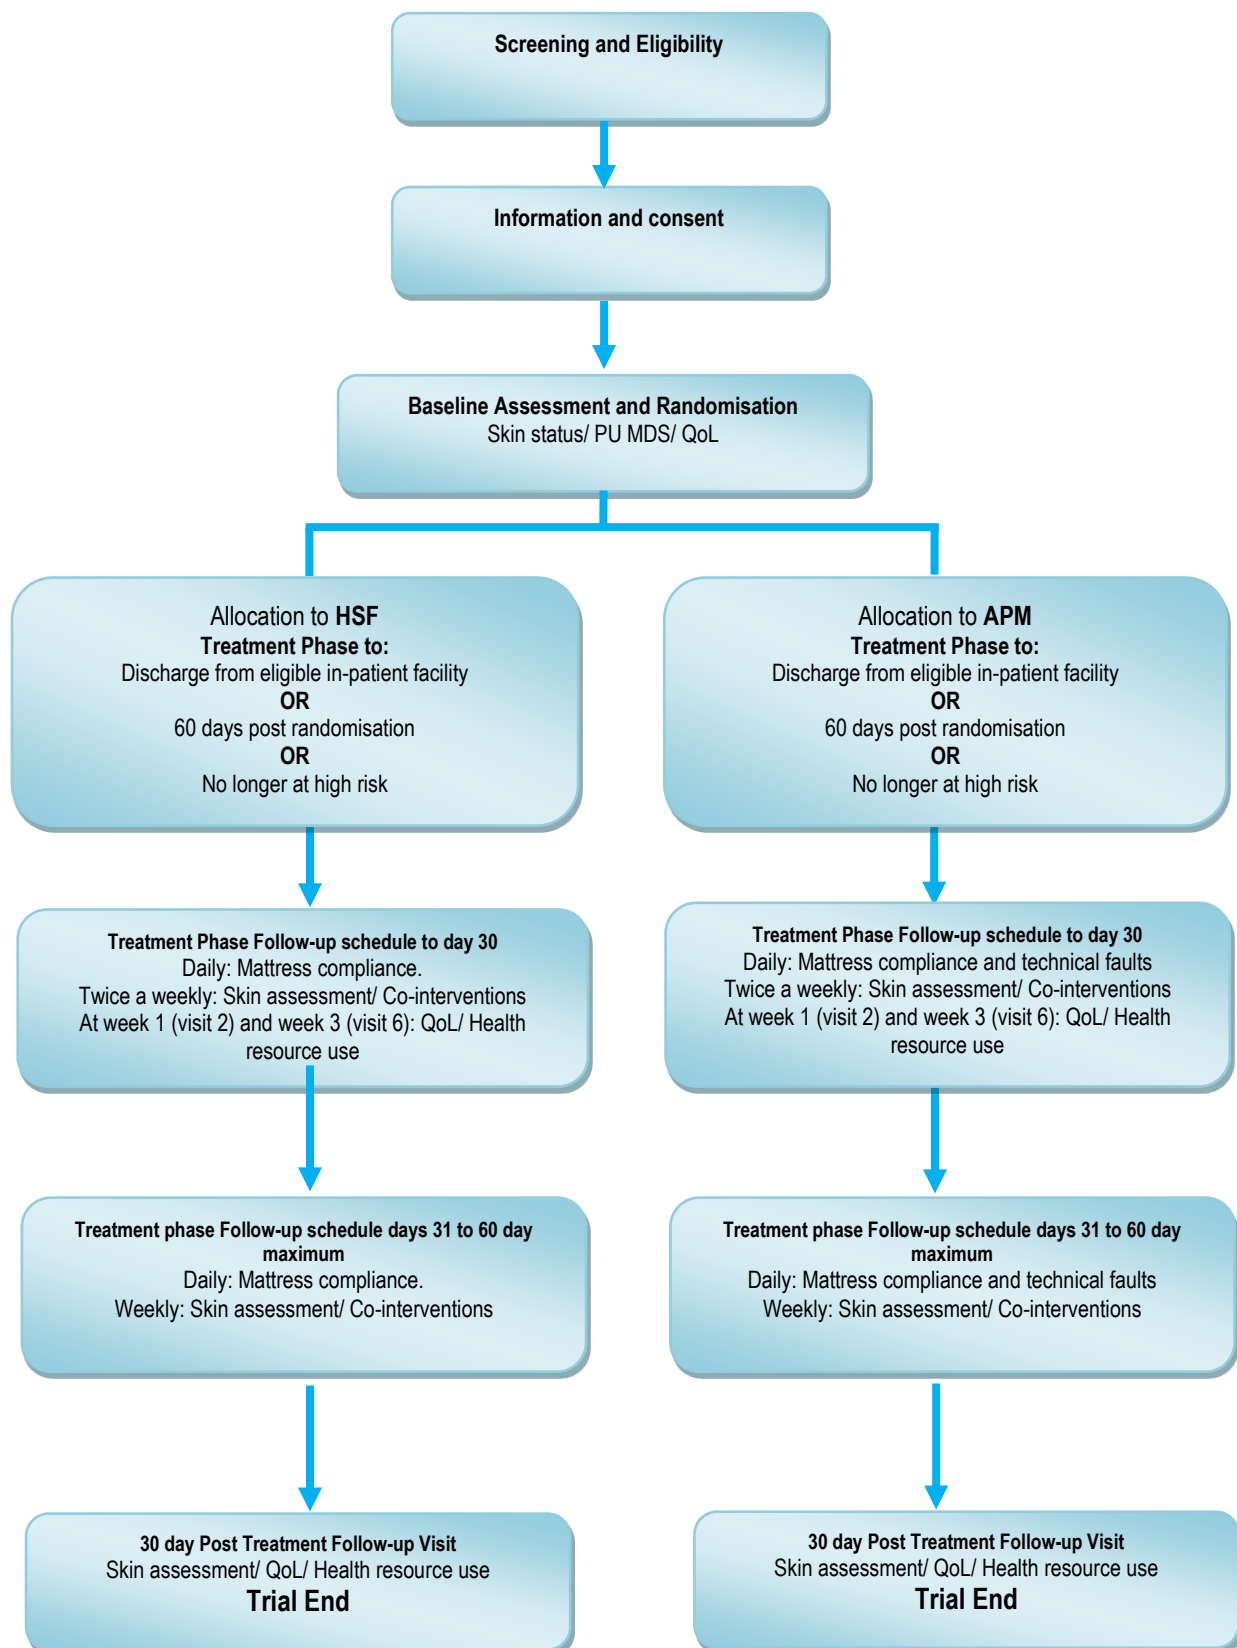 Screening and Eligibility
Information and consent
Baseline Assessment and Randomisation
Skin status/ PU MDS/ QoL
Allocation to HSF
Treatment Phase to:
Discharge from eligible in-patient facility
OR
60 days post randomisation
OR
No longer at high risk
Allocation to APM
Treatment Phase to:
Discharge from eligible in-patient facility
OR
60 days post randomisation
OR
No longer at high risk
Treatment Phase Follow-up schedule to day 30
Daily: Mattress compliance.
Twice a weekly: Skin assessment/ Co-interventions
At week 1 (visit 2) and week 3 (visit 6): QoL/ Health
resource use
Treatment Phase Follow-up schedule to day 30
Daily: Mattress compliance and technical faults
Twice a weekly: Skin assessment/ Co-interventions
At week 1 (visit 2) and week 3 (visit 6): QoL/ Health
resource use
Treatment phase Follow-up schedule days 31 to 60 day
maximum
Daily: Mattress compliance.
Weekly: Skin assessment/ Co-interventions
Treatment phase Follow-up schedule days 31 to 60 day
maximum
Daily: Mattress compliance and technical faults
Weekly: Skin assessment/ Co-interventions
30 day Post Treatment Follow-up Visit
Skin assessment/ QoL/ Health resource use
Trial End
30 day Post Treatment Follow-up Visit
Skin assessment/ QoL/ Health resource use
Trial End